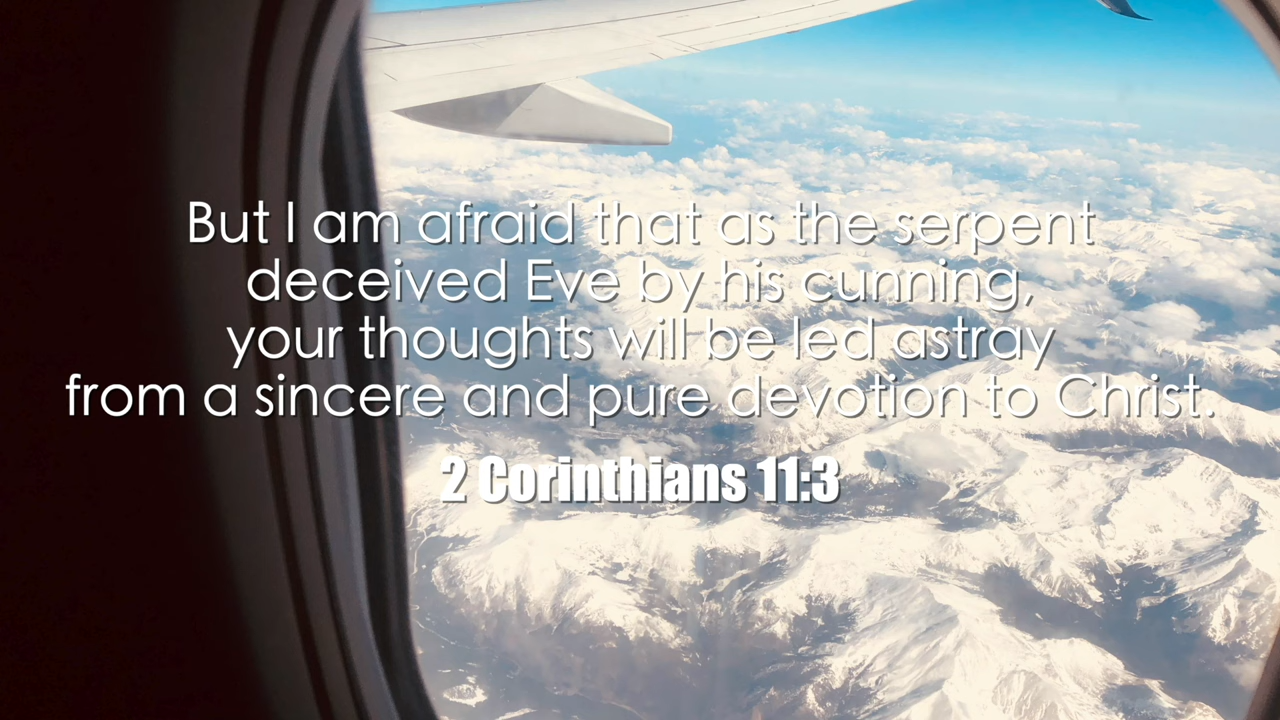 But I am afraid that as the serpent
deceived Eve by his cunning,
your thoughts will be led astray
from a sincere and pure devotion to Christ.
2 Corinthians 11:3